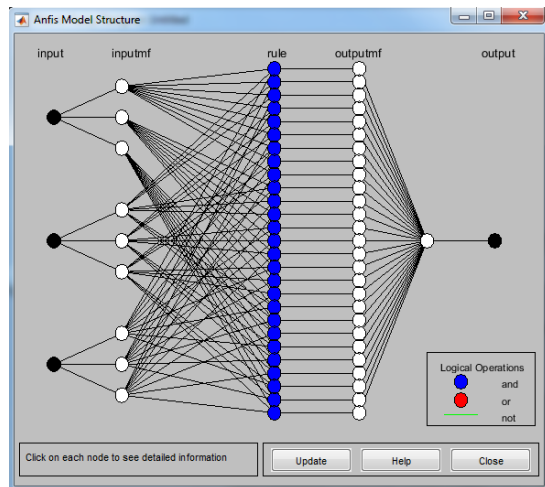 Anfis Model Structure
input inputmf rule outputmf output
Logical Operations
and
or
not
Click on each node to see detailed information
Update Help Close